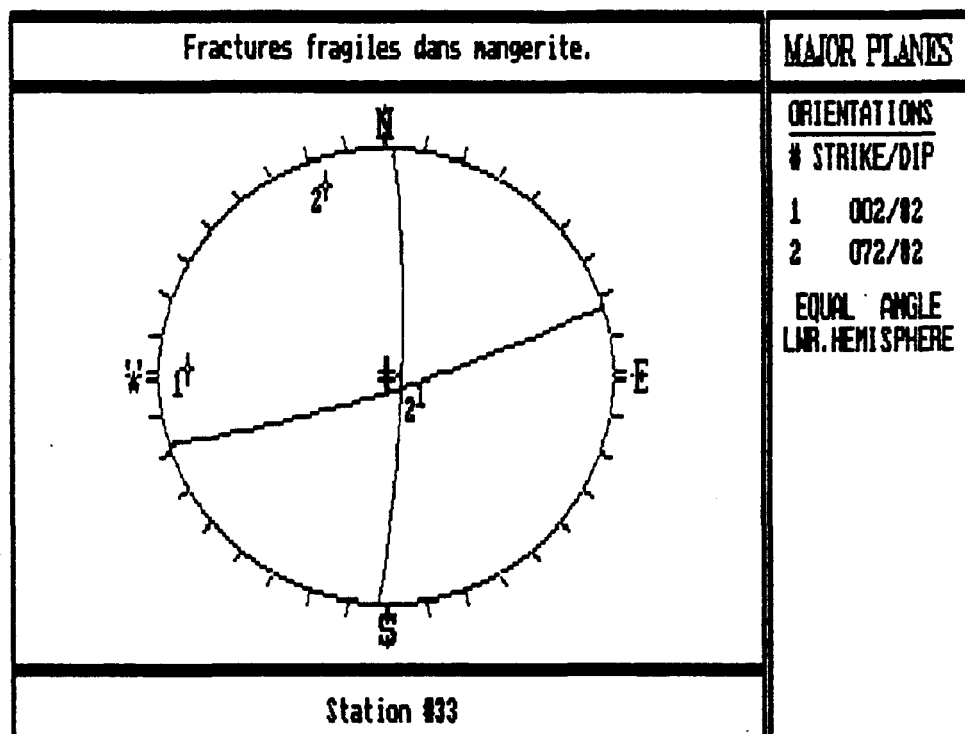 Fractures fragiles dans mangerite.
MAJOR PLANES
ORIENTATIONS
# STRIKE/DIP
1 002/82
2 072/82
EQUAL ANGLE
LWR.HEMISPHERE
N
2
W
1
E
1
2
S
Station #33